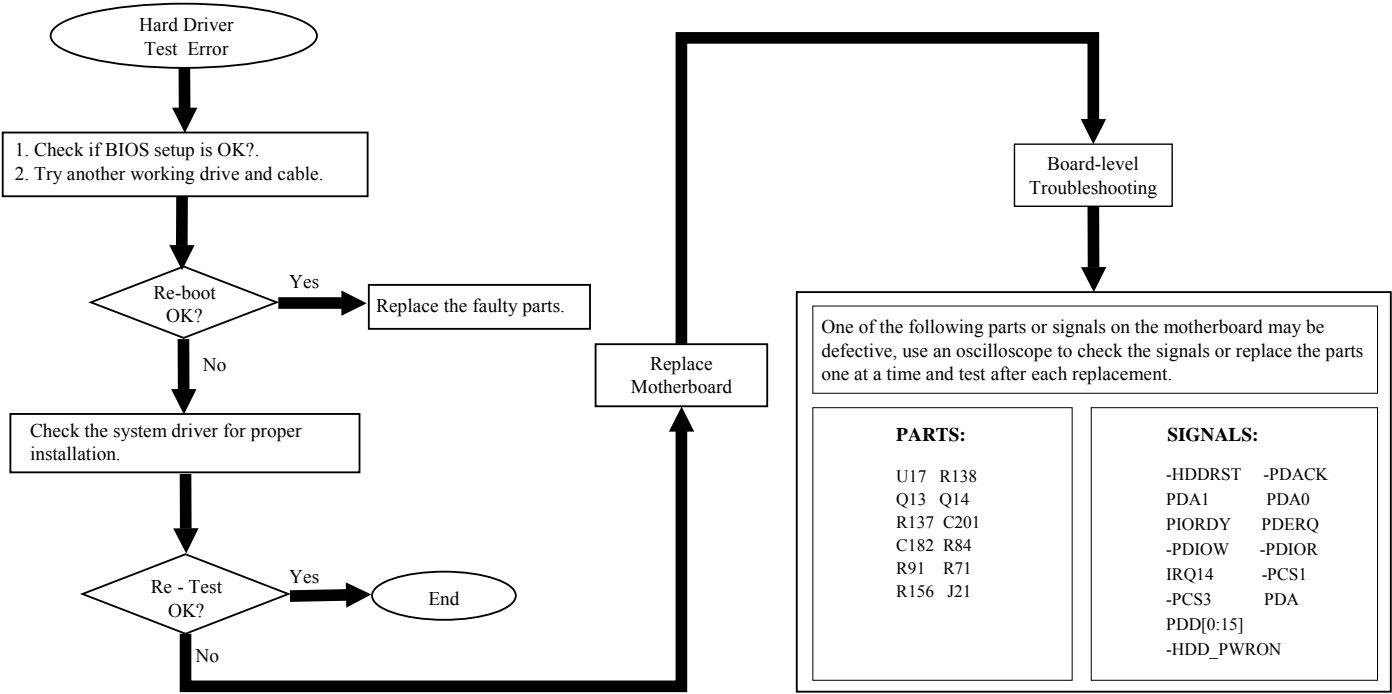 Hard Driver
Test Error
1. Check if BIOS setup is OK?.
2. Try another working drive and cable.
Re-boot
OK?
Yes
Replace the faulty parts.
No
Check the system driver for proper
installation.
Re - Test
OK?
Yes
End
No
Replace
Motherboard
Board-level
Troubleshooting
One of the following parts or signals on the motherboard may be
defective, use an oscilloscope to check the signals or replace the parts
one at a time and test after each replacement.
PARTS:
U17 R138
Q13 Q14
R137 C201
C182 R84
R91 R71
R156 J21
SIGNALS:
-HDDRST -PDACK
PDA1 PDA0
PIORDY PDERQ
-PDIOW -PDIOR
IRQ14 -PCS1
-PCS3 PDA
PDD[0:15]
-HDD_PWRON